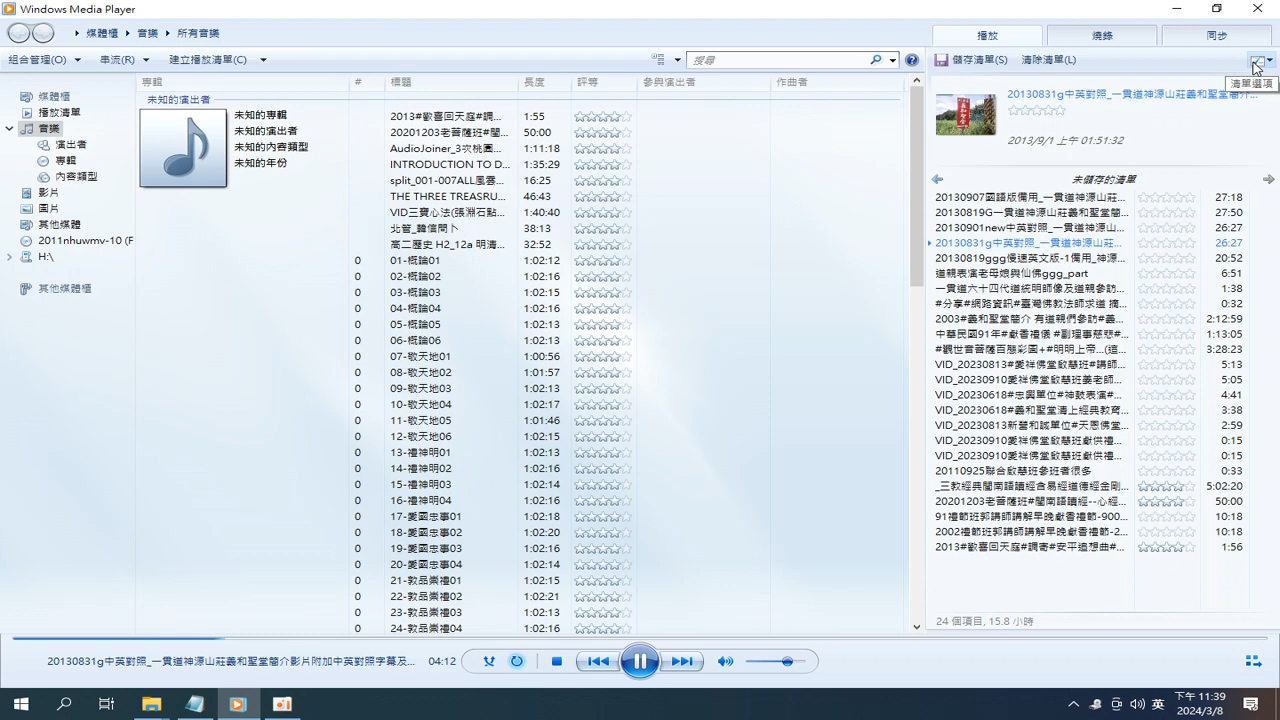 Windows Media Player
媒體櫃 音樂 所有音樂
播放 燒錄 同步
組合管理(O) 串流(R) 建立播放清單(C) 搜尋
儲存清單(S) 清除清單(L)
清單選項
媒體櫃
播放清單
音樂
演出者
專輯
內容類型
影片
圖片
其他媒體
2011nhuwmv-10 (F
H:\
其他媒體櫃
專輯 # 標題 長度 評等 參與演出者 作曲者
未知的演出者
未知的專輯
未知的演出者
未知的內容類型
未知的年份
2013#歡喜回天庭#調... 1:55
20201203老菩薩班#閩... 50:00
AudioJoiner_3次桃園... 1:11:18
INTRODUCTION TO D... 1:35:29
split_001-007ALL風雲... 16:25
THE THREE TREASRU... 46:43
VID三寶心法(張淵石點... 1:40:40
北管_韓信問卜 38:13
高二歷史 H2_12a 明清... 32:52
0 01-概論01 1:02:12
0 02-概論02 1:02:16
0 03-概論03 1:02:15
0 04-概論04 1:02:16
0 05-概論05 1:02:13
0 06-概論06 1:02:13
0 07-敬天地01 1:00:56
0 08-敬天地02 1:01:57
0 09-敬天地03 1:02:13
0 10-敬天地04 1:02:17
0 11-敬天地05 1:01:46
0 12-敬天地06 1:02:16
0 13-禮神明01 1:02:13
0 14-禮神明02 1:02:16
0 15-禮神明03 1:02:14
0 16-禮神明04 1:02:16
0 17-愛國忠事01 1:02:18
0 18-愛國忠事02 1:02:20
0 19-愛國忠事03 1:02:16
0 20-愛國忠事04 1:02:14
0 21-敦品崇禮01 1:02:15
0 22-敦品崇禮02 1:02:21
0 23-敦品崇禮03 1:02:13
0 24-敦品崇禮04 1:02:16
20130831g中英對照_一貫道神源山莊義和聖堂簡介...
2013/9/1 上午 01:51:32
未儲存的清單
20130907國語版備用_一貫道神源山莊... 27:18
20130819G一貫道神源山莊義和聖堂簡... 27:50
20130901new中英對照_一貫道神源山... 26:27
20130831g中英對照_一貫道神源山莊... 26:27
20130819ggg慢速英文版-1備用_神源... 20:52
道親表演老母娘與仙佛ggg_part 6:51
一貫道六十四代道統明師像及道親參訪... 1:38
#分享#網路資訊#臺灣佛教法師求道 摘... 0:32
2003#義和聖堂簡介 有道親們參訪#義... 2:12:59
中華民國91年#獻香禮儀 #副理事慈悲#... 1:13:05
#觀世音菩薩百態彩圖+#明明上帝...(這... 3:28:23
VID_20230813#愛祥佛堂啟慧班#講師... 5:13
VID_20230910愛祥佛堂啟慧班姜老師... 5:05
VID_20230618#忠興單位#神鼓表演#... 4:41
VID_20230618#義和聖堂濤上經典教育... 3:38
VID_20230813新營和誠單位#天恩佛堂... 2:59
VID_20230910愛祥佛堂啟慧班獻供禮... 0:15
VID_20230910愛祥佛堂啟慧班獻供禮... 0:15
20110925聯合啟慧班參班者很多 0:33
_三教經典閩南語讀經含易經道德經金剛... 5:02:20
20201203老菩薩班#閩南語讀經--心經... 50:00
91禮節班郭講師講解早晚獻香禮節-900... 10:18
2002禮節班郭講師講解早晚獻香禮節-2... 10:18
2013#歡喜回天庭#調寄#安平追想曲#... 1:56
24 個項目, 15.8 小時
20130831g中英對照_一貫道神源山莊義和聖堂簡介影片附加中英對照字幕及... 04:12
英
下午 11:39
2024/3/8